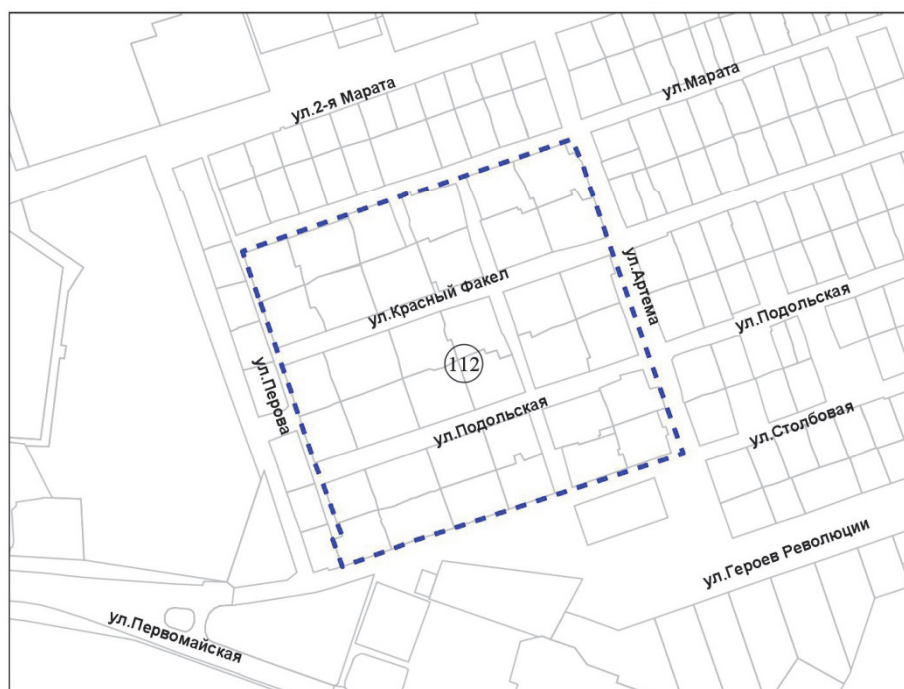 ул.2-я Марата
ул.Марата
ул.Красный Факел
ул.Артема
ул.Подольская
ул.Перова
112
ул.Подольская
ул.Столбовая
ул.Героев Революции
ул.Первомайская